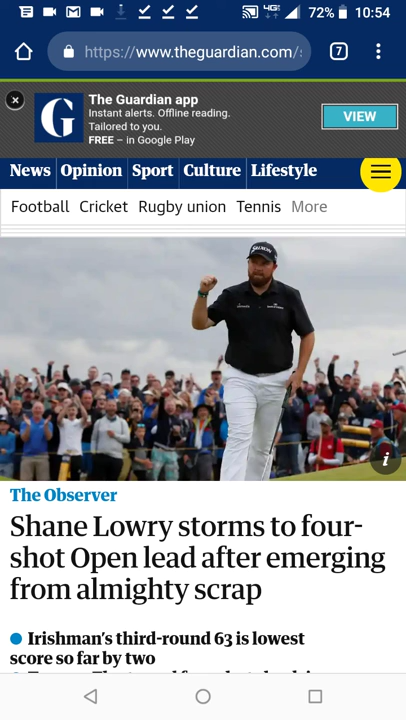 72% 10:54
https://www.theguardian.com/
7
The Guardian app
Instant alerts. Offline reading.
Tailored to you.
FREE – in Google Play
VIEW
News Opinion Sport Culture Lifestyle
Football Cricket Rugby union Tennis More
The Observer
Shane Lowry storms to four-
shot Open lead after emerging
from almighty scrap
Irishman's third-round 63 is lowest
score so far by two